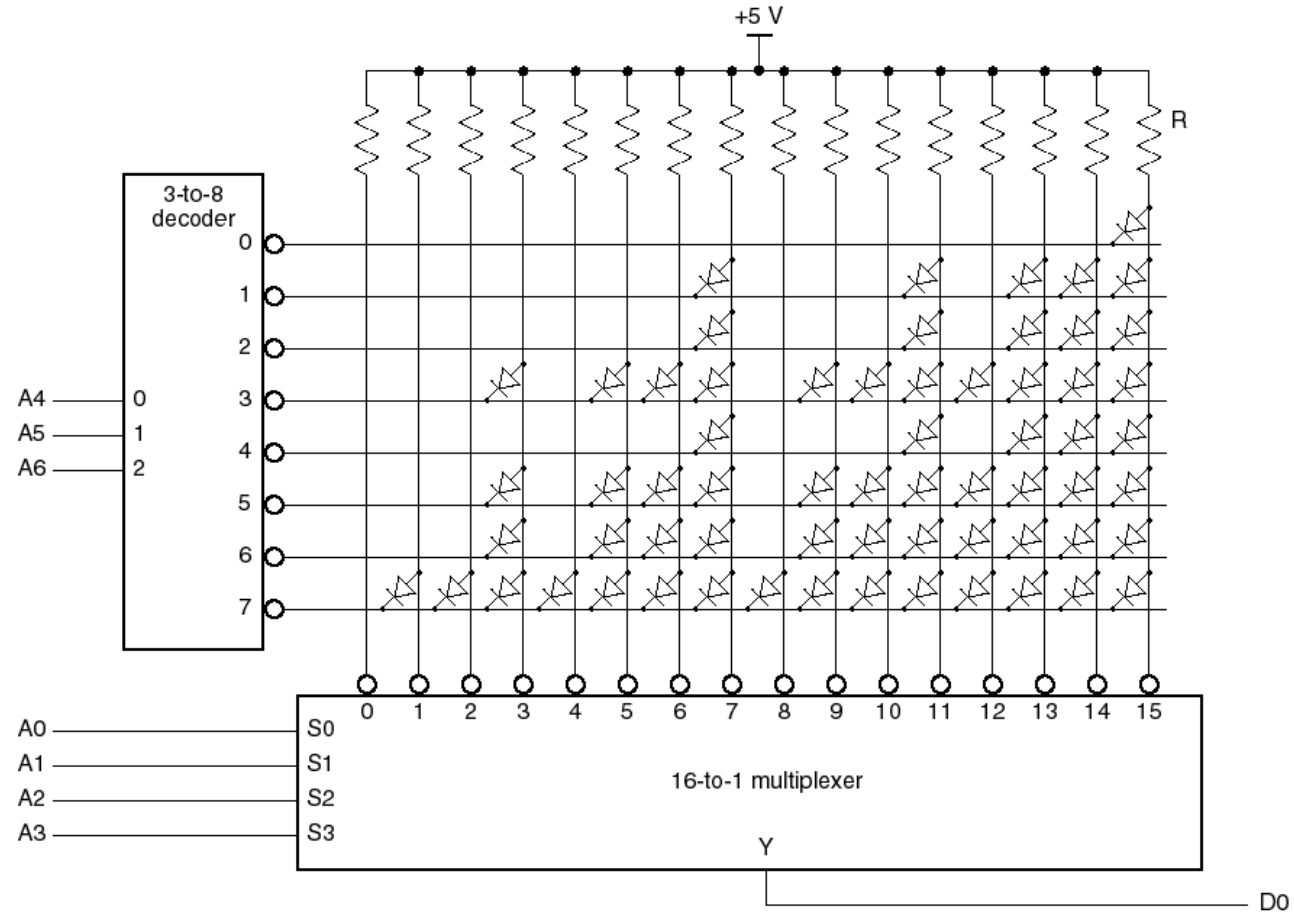 +5 V
R
3-to-8
decoder
0
1
2
A4 0 3
A5 1 4
A6 2
5
6
7
0 1 2 3 4 5 6 7 8 9 10 11 12 13 14 15
A0 S0
A1 S1
16-to-1 multiplexer
A2 S2
A3 S3
Y
D0